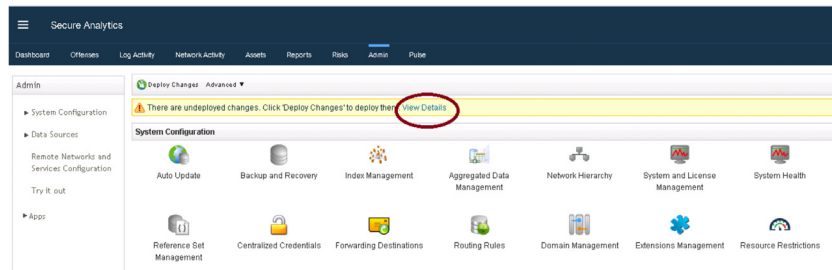 Secure Analytics
Dashboard Offenses Log Activity Network Activity Assets Reports Risks Admin Pulse
Admin
Deploy Changes Advanced ▼
There are undeployed changes. Click 'Deploy Changes' to deploy them. View Details
System Configuration
Data Sources
Remote Networks and
Services Configuration
Try it out
Apps
System Configuration
Auto Update
Backup and Recovery
Index Management
Aggregated Data
Management
Network Hierarchy
System and License
Management
System Health
Reference Set
Management
Centralized Credentials
Forwarding Destinations
Routing Rules
Domain Management
Extensions Management
Resource Restrictions